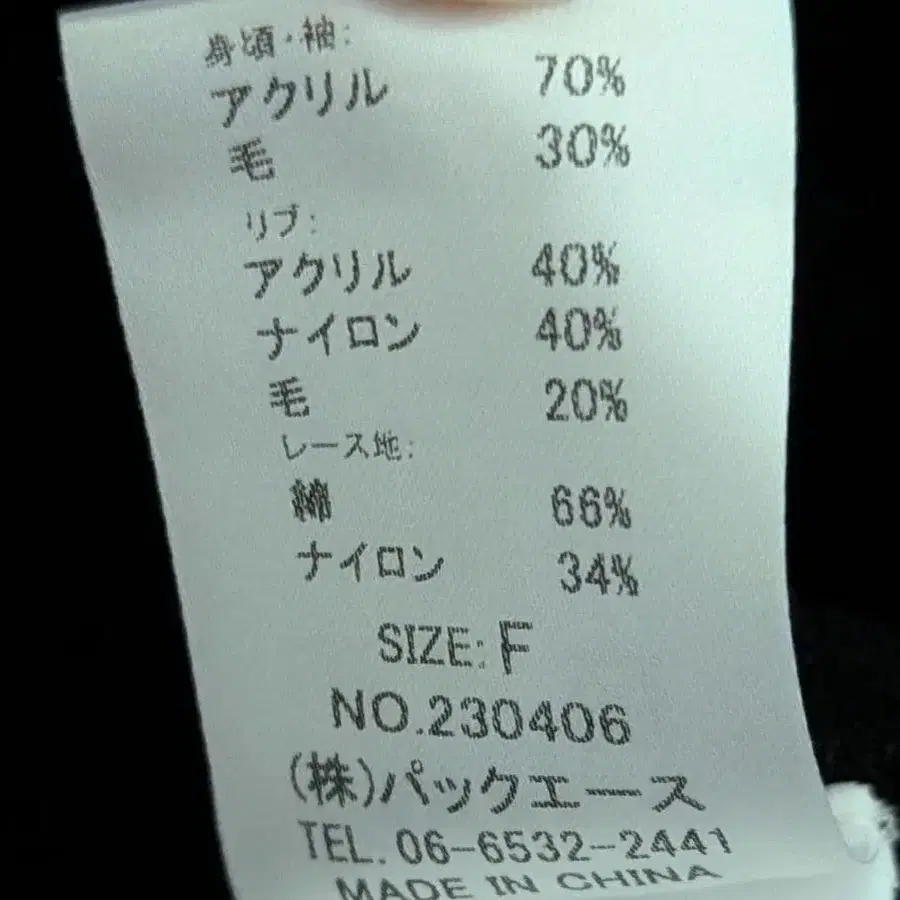 身頃・袖:
アクリル 70%
毛 30%
リブ:
アクリル 40%
ナイロン 40%
毛 20%
レース地:
綿 66%
ナイロン 34%
SIZE: F
NO.230406
(株)パックエース
TEL. 06-6532-2441
MADE IN CHINA